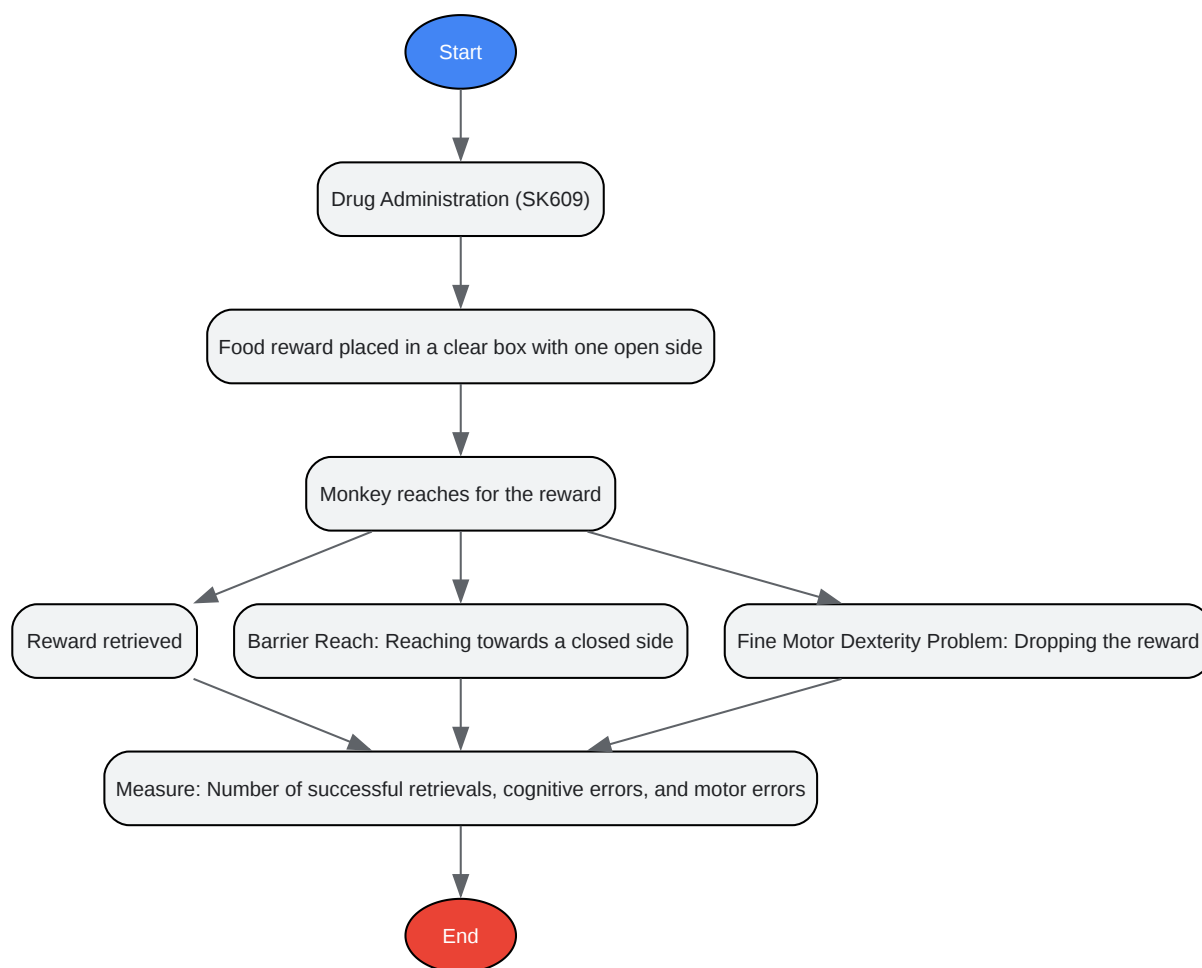 Start
Drug Administration (SK609)
Food reward placed in a clear box with one open side
Monkey reaches for the reward
Reward retrieved
Barrier Reach: Reaching towards a closed side
Fine Motor Dexterity Problem: Dropping the reward
Measure: Number of successful retrievals, cognitive errors, and motor errors
End